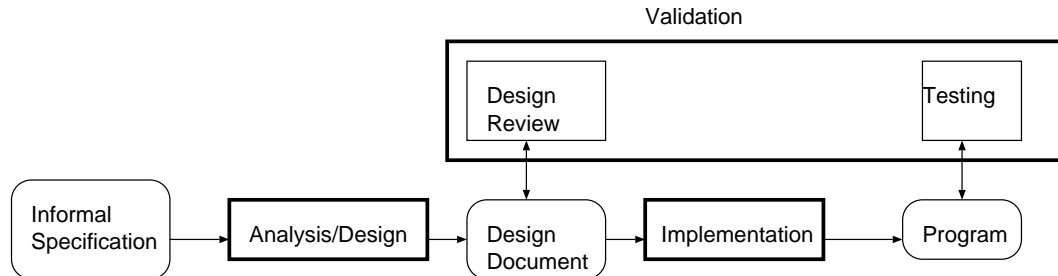 Validation
Design
Review
Testing
Informal
Specification
Analysis/Design
Design
Document
Implementation
Program